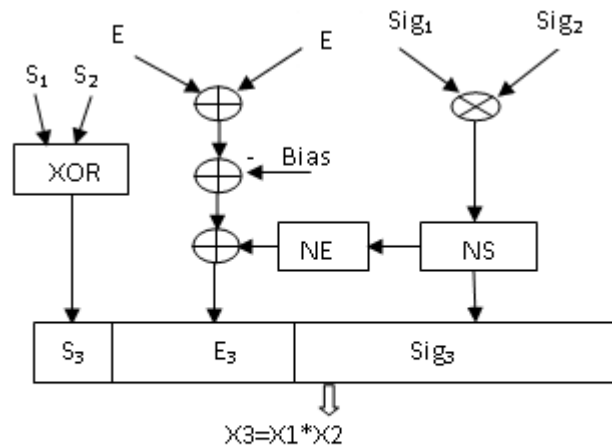 E E Sig₁ Sig₂
S₁ S₂
- Bias
XOR
NE NS
S₃ E₃ Sig₃
X3=X1*X2